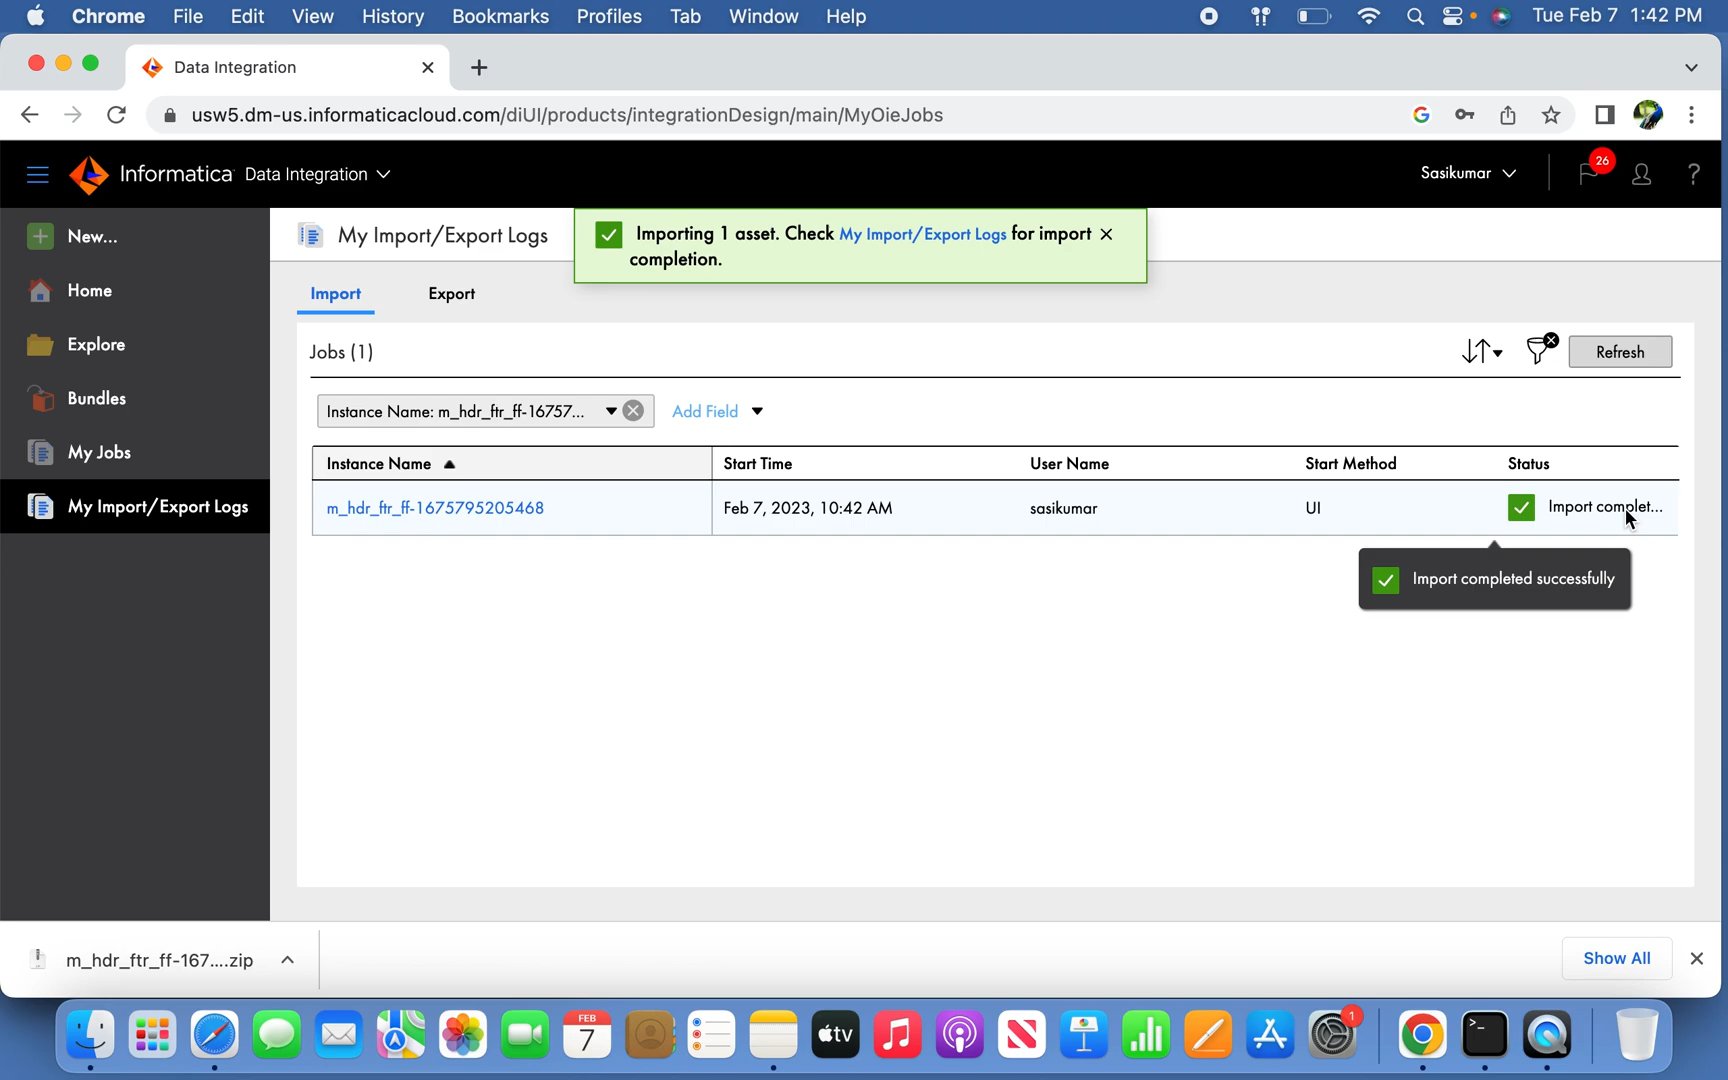 Chrome File Edit View History Bookmarks Profiles Tab Window Help Tue Feb 7 1:42 PM
Data Integration
usw5.dm-us.informaticacloud.com/diUI/products/integrationDesign/main/MyOieJobs
Informatica Data Integration Sasikumar 26 ?
New...
Home
Explore
Bundles
My Jobs
My Import/Export Logs
My Import/Export Logs
Importing 1 asset. Check My Import/Export Logs for import
completion.
Import Export
Jobs (1) Refresh
Instance Name: m_hdr_ftr_ff-16757... Add Field
Instance Name Start Time User Name Start Method Status
m_hdr_ftr_ff-1675795205468 Feb 7, 2023, 10:42 AM sasikumar UI Import complet...
Import completed successfully
m_hdr_ftr_ff-167....zip Show All
FEB
7
tv
1